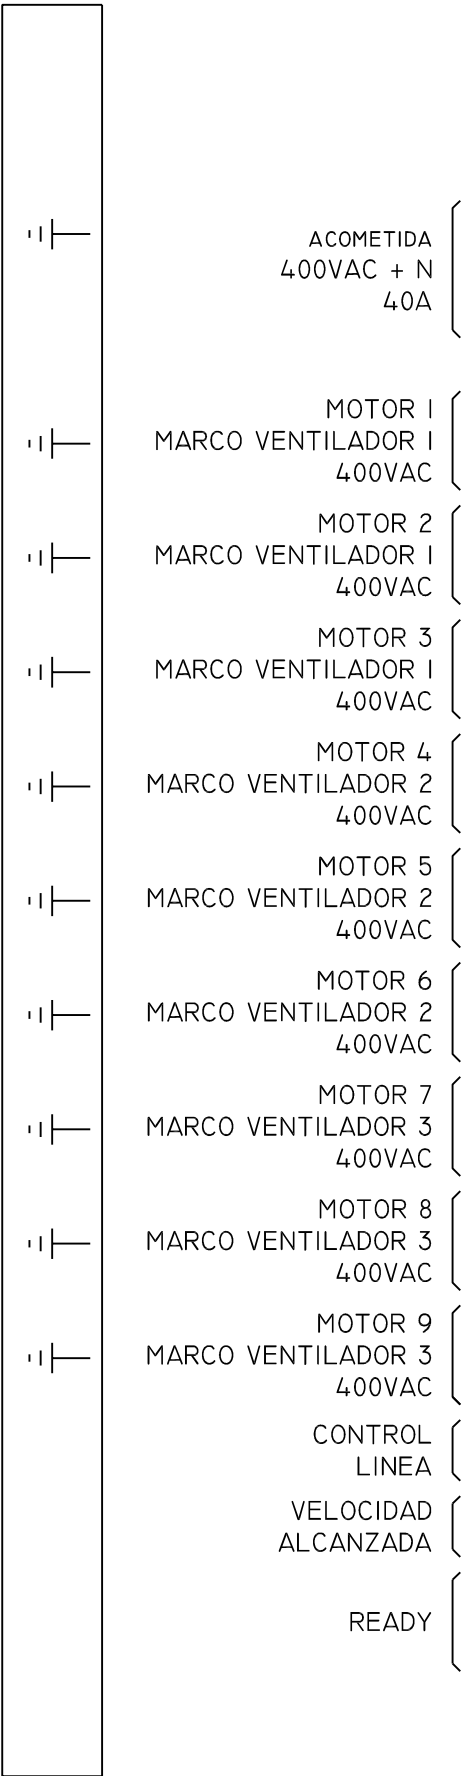 ACOMETIDA
400VAC + N
40A
MOTOR 1
MARCO VENTILADOR 1
400VAC
MOTOR 2
MARCO VENTILADOR 1
400VAC
MOTOR 3
MARCO VENTILADOR 1
400VAC
MOTOR 4
MARCO VENTILADOR 2
400VAC
MOTOR 5
MARCO VENTILADOR 2
400VAC
MOTOR 6
MARCO VENTILADOR 2
400VAC
MOTOR 7
MARCO VENTILADOR 3
400VAC
MOTOR 8
MARCO VENTILADOR 3
400VAC
MOTOR 9
MARCO VENTILADOR 3
400VAC
CONTROL
LINEA
VELOCIDAD
ALCANZADA
READY